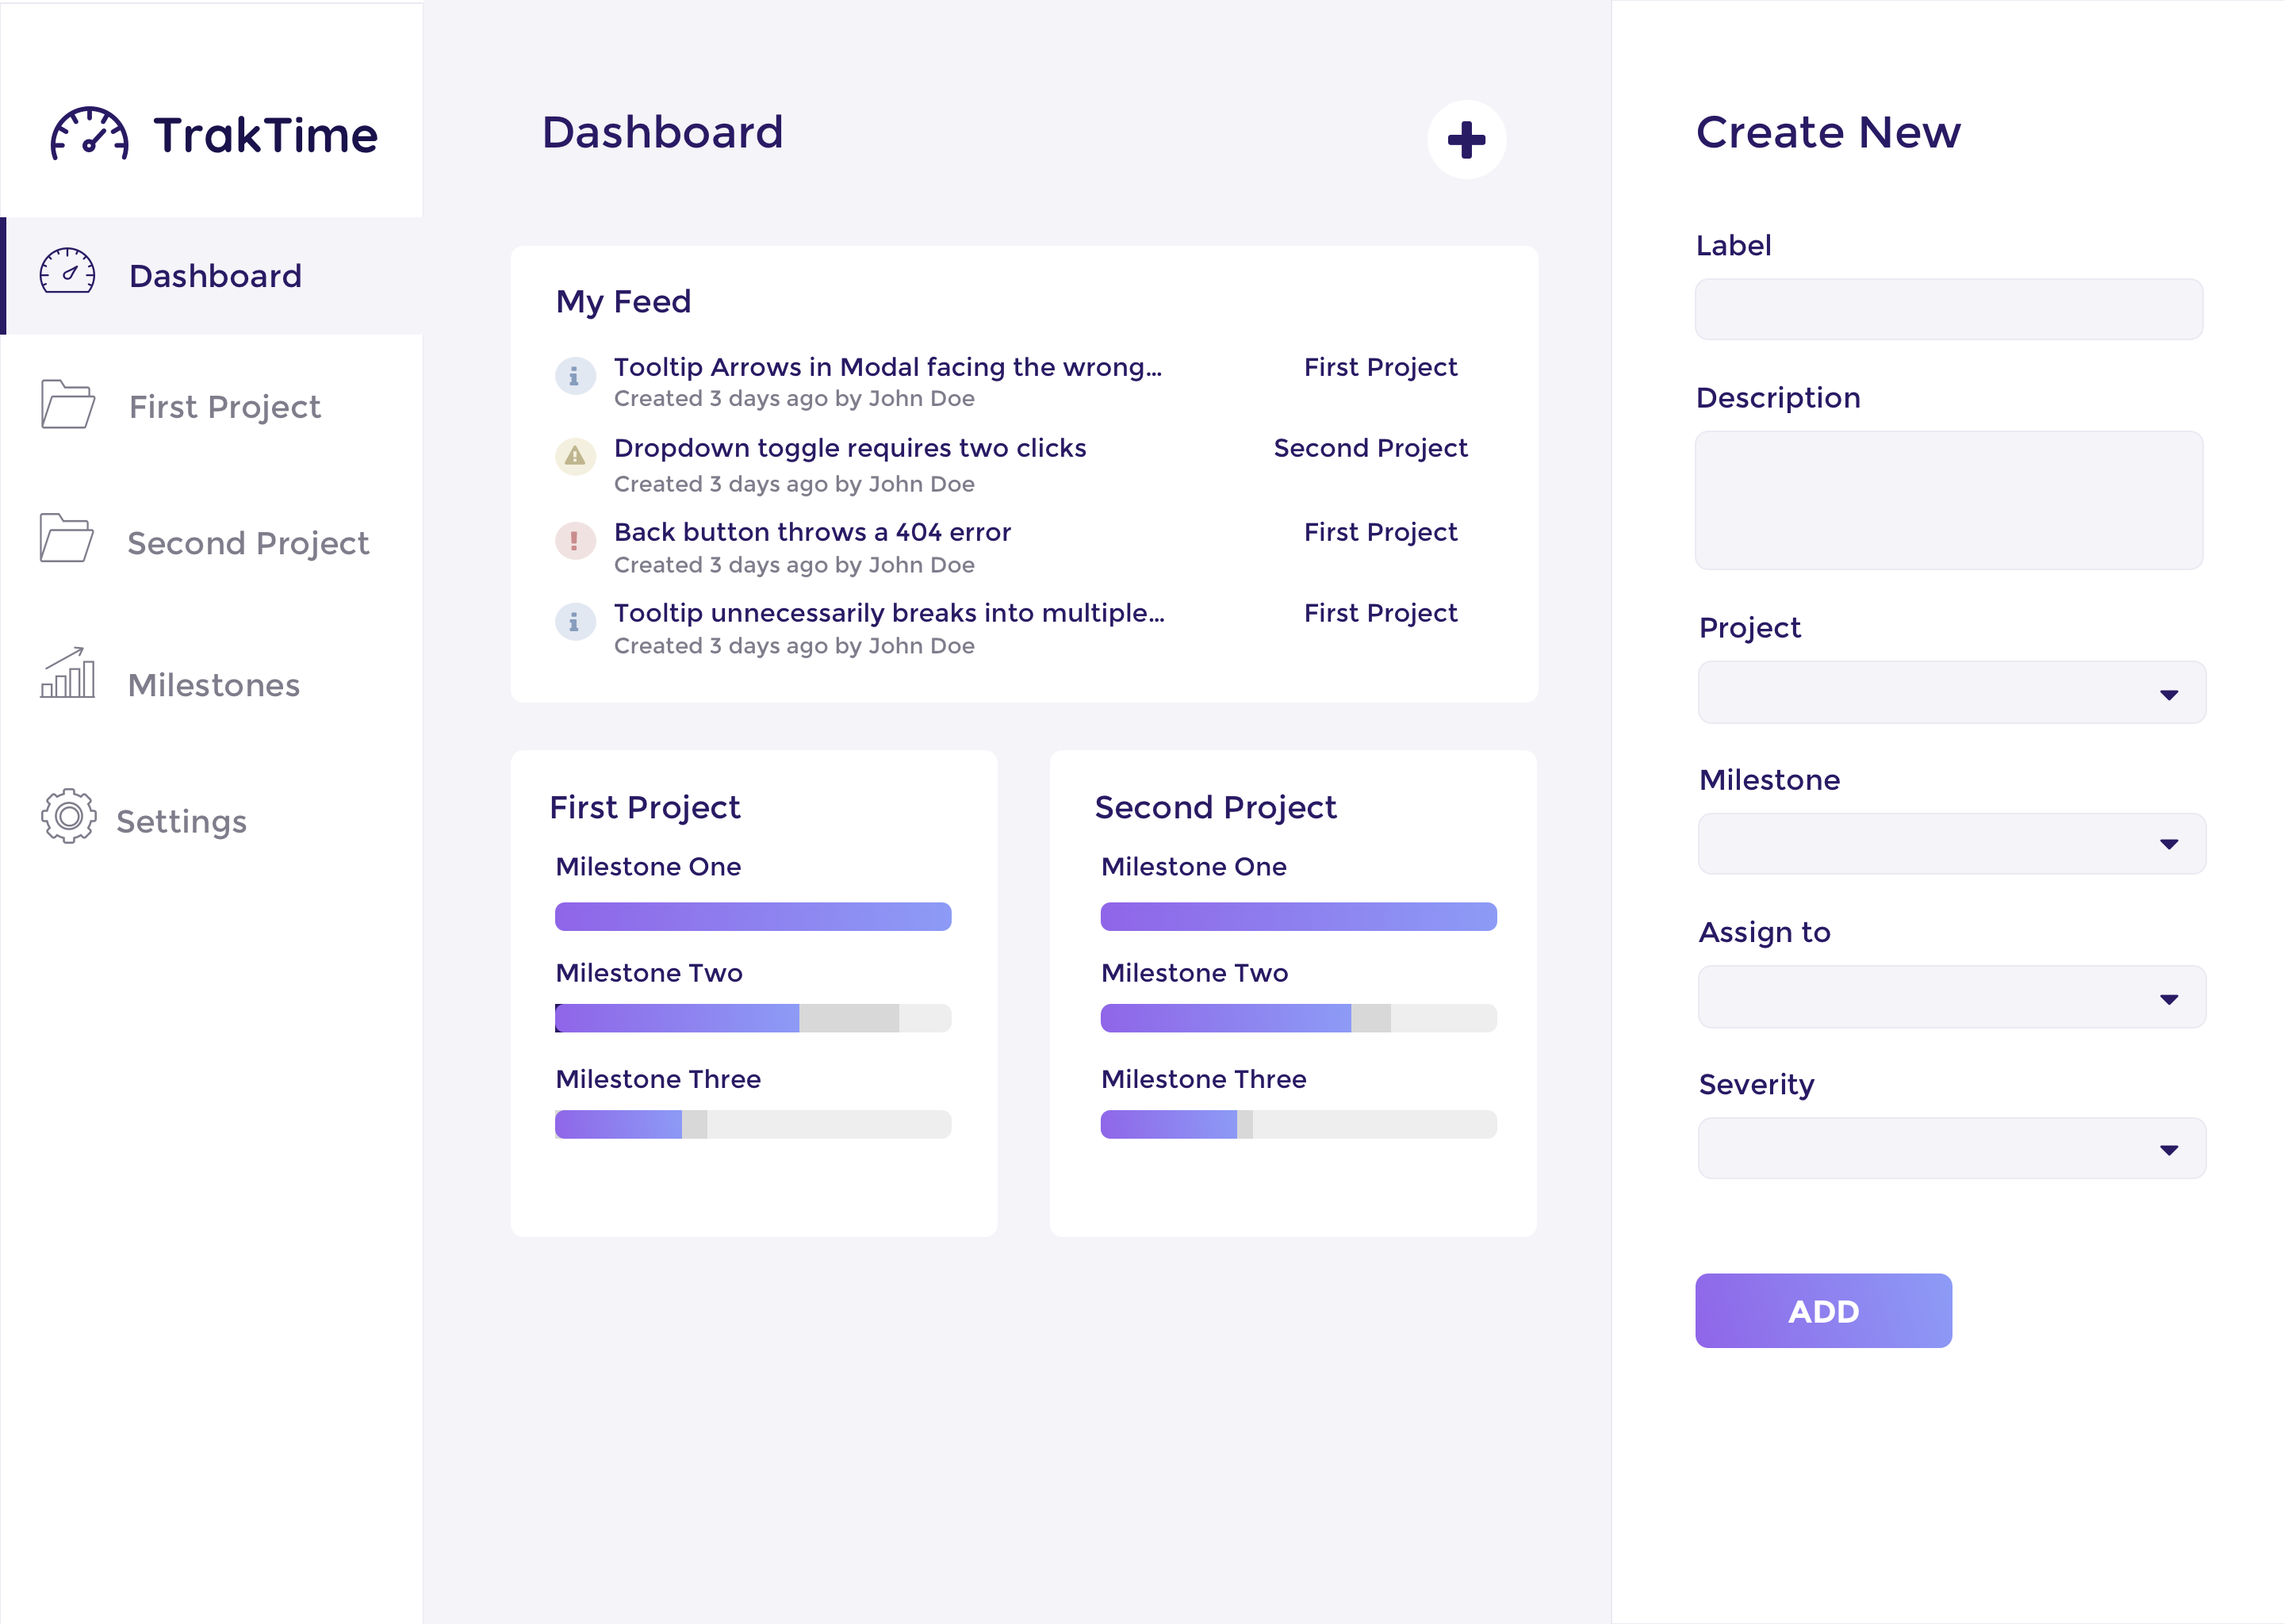 TrakTime
Dashboard
First Project
Second Project
Milestones
Settings
Dashboard
My Feed
Tooltip Arrows in Modal facing the wrong... First Project
Created 3 days ago by John Doe
Dropdown toggle requires two clicks Second Project
Created 3 days ago by John Doe
Back button throws a 404 error First Project
Created 3 days ago by John Doe
Tooltip unnecessarily breaks into multiple... First Project
Created 3 days ago by John Doe
First Project
Milestone One
Milestone Two
Milestone Three
Second Project
Milestone One
Milestone Two
Milestone Three
Create New
Label
Description
Project
Milestone
Assign to
Severity
ADD